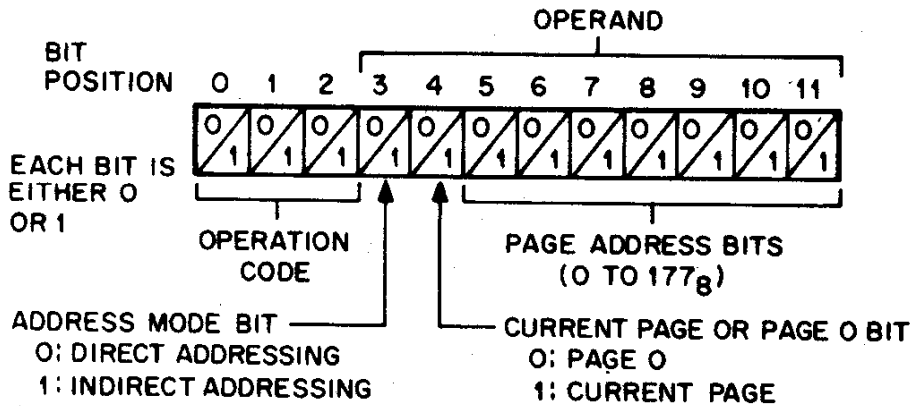 OPERAND
BIT
POSITION 0 1 2 3 4 5 6 7 8 9 10 11
0/1 0/1 0/1 0/1 0/1 0/1 0/1 0/1 0/1 0/1 0/1 0/1
EACH BIT IS
EITHER 0
OR 1
OPERATION
CODE
PAGE ADDRESS BITS
(0 TO 177₈)
ADDRESS MODE BIT
0: DIRECT ADDRESSING
1: INDIRECT ADDRESSING
CURRENT PAGE OR PAGE 0 BIT
0: PAGE 0
1: CURRENT PAGE